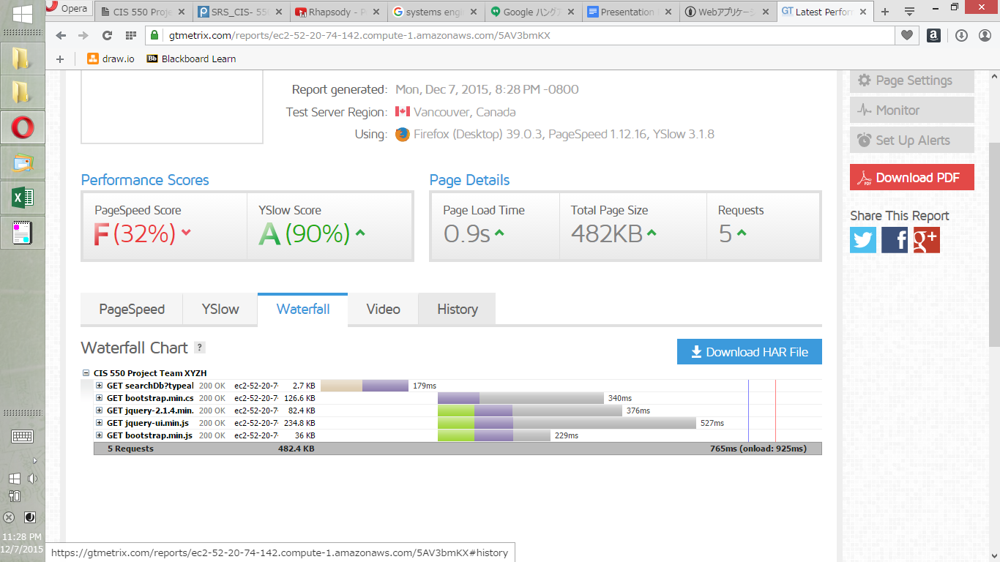 Opera
CIS 550 Proje
SRS_CIS- 55
Rhapsody - P
systems engi
Google ハングア
Presentation
Webアプリケーシ
GT Latest Perfor
gtmetrix.com/reports/ec2-52-20-74-142.compute-1.amazonaws.com/5AV3bmKX
draw.io
Bb Blackboard Learn
Report generated: Mon, Dec 7, 2015, 8:28 PM -0800
Test Server Region: Vancouver, Canada
Using: Firefox (Desktop) 39.0.3, PageSpeed 1.12.16, YSlow 3.1.8
Page Settings
Monitor
Set Up Alerts
Download PDF
Share This Report
Performance Scores
Page Details
PageSpeed Score
YSlow Score
Page Load Time
Total Page Size
Requests
F (32%)
A (90%)
0.9s
482KB
5
PageSpeed
YSlow
Waterfall
Video
History
Waterfall Chart ?
Download HAR File
CIS 550 Project Team XYZH
GET searchDb?typeal 200 OK ec2-52-20-7 2.7 KB 179ms
GET bootstrap.min.cs 200 OK ec2-52-20-7 126.6 KB 340ms
GET jquery-2.1.4.min. 200 OK ec2-52-20-7 82.4 KB 376ms
GET jquery-ui.min.js 200 OK ec2-52-20-7 234.8 KB 527ms
GET bootstrap.min.js 200 OK ec2-52-20-7 36 KB 229ms
5 Requests 482.4 KB 765ms (onload: 925ms)
11:28 PM
12/7/2015
https://gtmetrix.com/reports/ec2-52-20-74-142.compute-1.amazonaws.com/5AV3bmKX#history